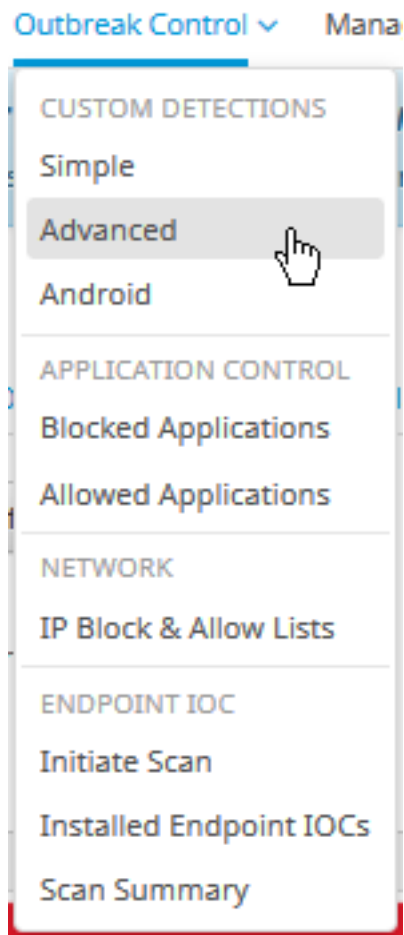 Outbreak Control
CUSTOM DETECTIONS
Simple
Advanced
Android
APPLICATION CONTROL
Blocked Applications
Allowed Applications
NETWORK
IP Block & Allow Lists
ENDPOINT IOC
Initiate Scan
Installed Endpoint IOCs
Scan Summary